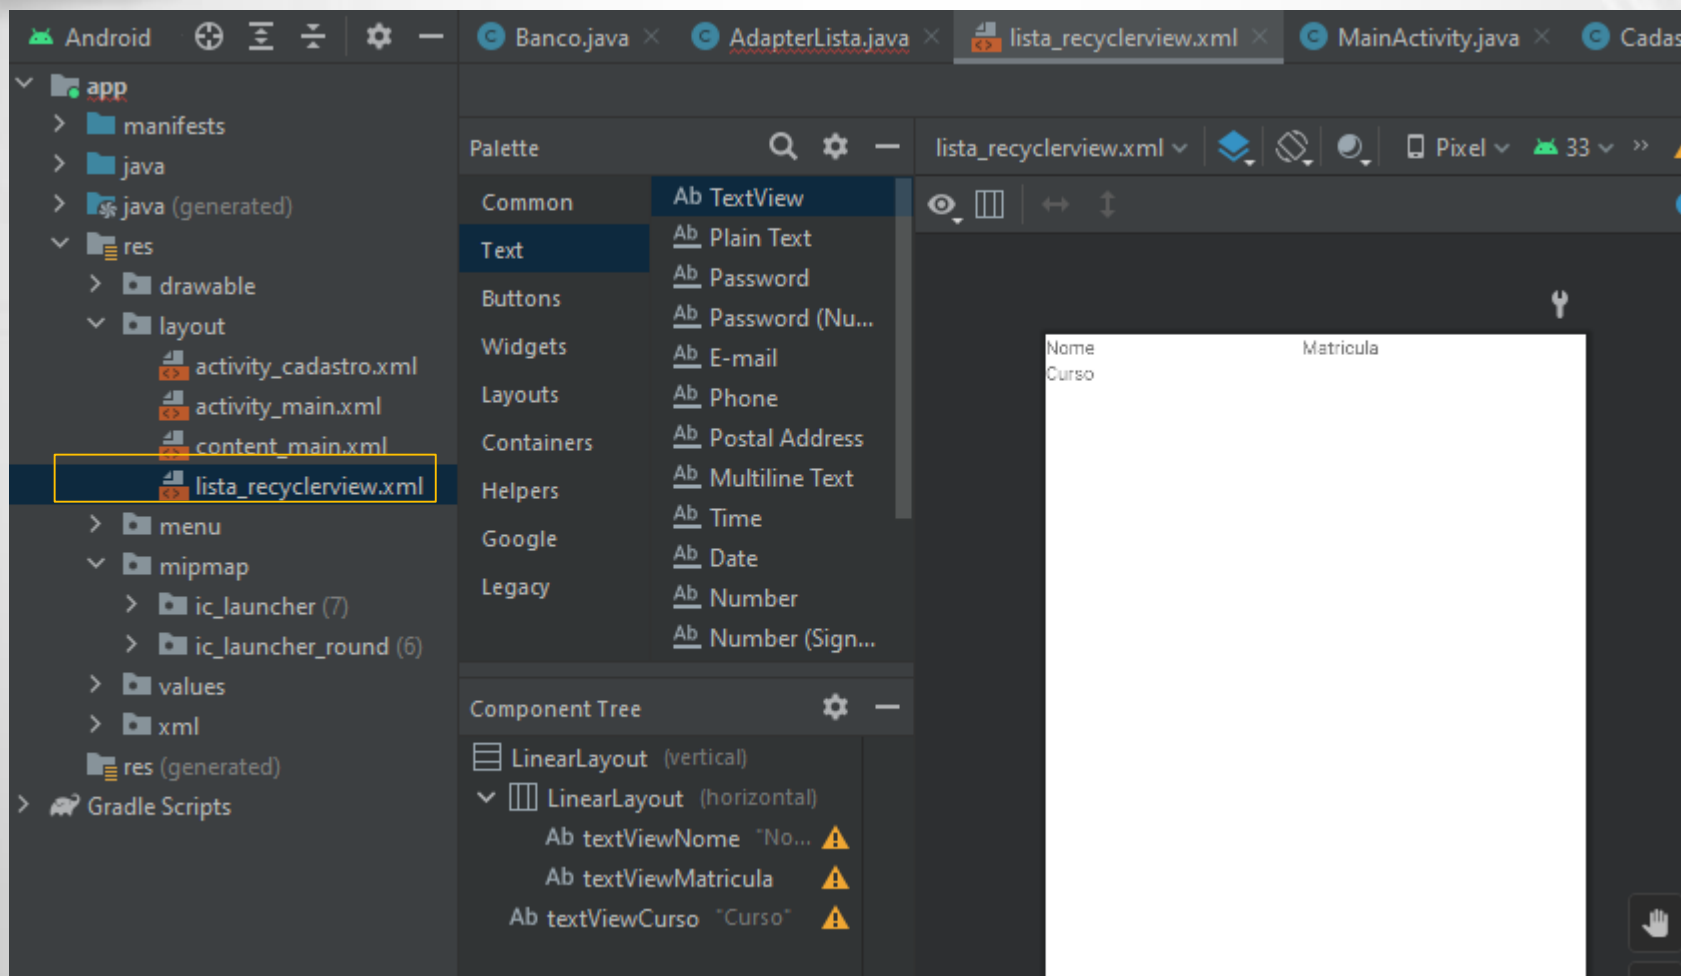 Android
Banco.java
AdapterLista.java
lista_recyclerview.xml
MainActivity.java
Cadas
app
manifests
java
java (generated)
res
drawable
layout
activity_cadastro.xml
activity_main.xml
content_main.xml
lista_recyclerview.xml
menu
mipmap
ic_launcher (7)
ic_launcher_round (6)
values
xml
res (generated)
Gradle Scripts
Palette
Common
Text
Buttons
Widgets
Layouts
Containers
Helpers
Google
Legacy
Ab TextView
Ab Plain Text
Ab Password
Ab Password (Nu...
Ab E-mail
Ab Phone
Ab Postal Address
Ab Multiline Text
Ab Time
Ab Date
Ab Number
Ab Number (Sign...
Component Tree
LinearLayout (vertical)
LinearLayout (horizontal)
Ab textViewNome "No...
Ab textViewMatricula
Ab textViewCurso "Curso"
lista_recyclerview.xml
Pixel
33
Nome Matricula
Curso